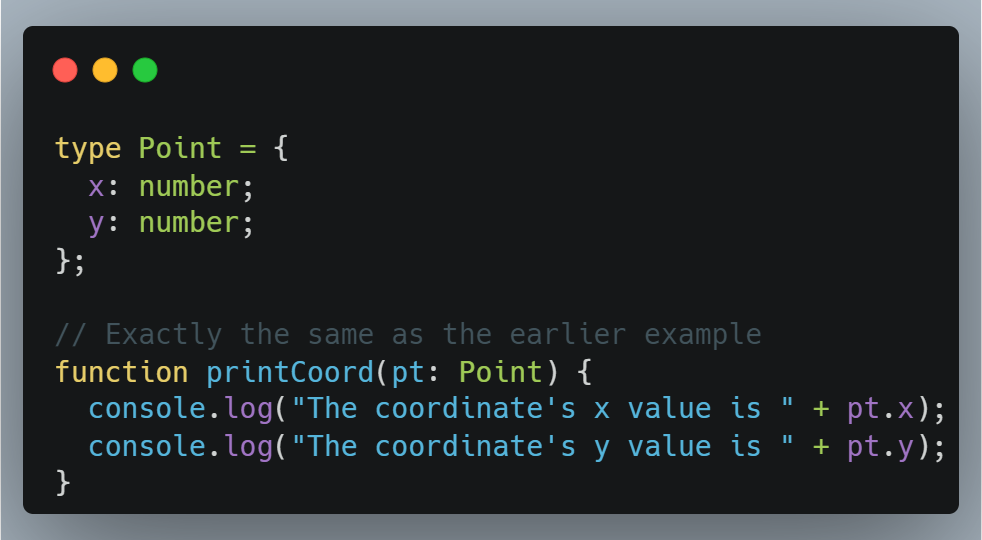 type Point = {
  x: number;
  y: number;
};

// Exactly the same as the earlier example
function printCoord(pt: Point) {
  console.log("The coordinate's x value is " + pt.x);
  console.log("The coordinate's y value is " + pt.y);
}